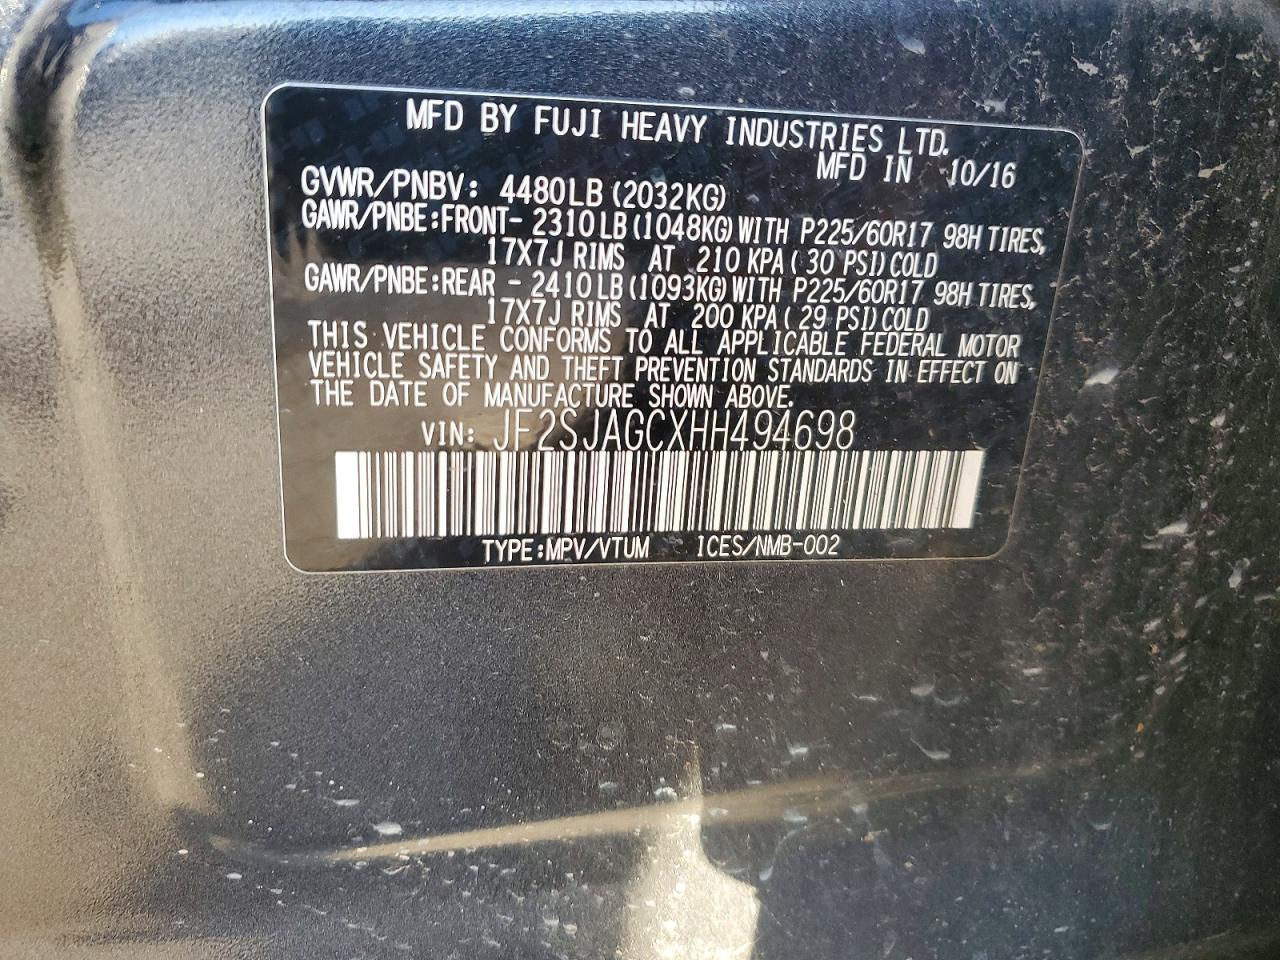 MFD BY FUJI HEAVY INDUSTRIES LTD.
MFD IN 10/16
GVWR/PNBV: 4480LB (2032KG)
GAWR/PNBE:FRONT- 2310LB (1048KG) WITH P225/60R17 98H TIRES,
17X7J RIMS AT 210 KPA ( 30 PSI) COLD
GAWR/PNBE:REAR - 2410LB (1093KG) WITH P225/60R17 98H TIRES,
17X7J RIMS AT 200 KPA ( 29 PSI) COLD
THIS VEHICLE CONFORMS TO ALL APPLICABLE FEDERAL MOTOR
VEHICLE SAFETY AND THEFT PREVENTION STANDARDS IN EFFECT ON
THE DATE OF MANUFACTURE SHOWN ABOVE.
VIN: JF2SJAGCXHH494698
TYPE:MPV/VTUM ICES/NMB-002